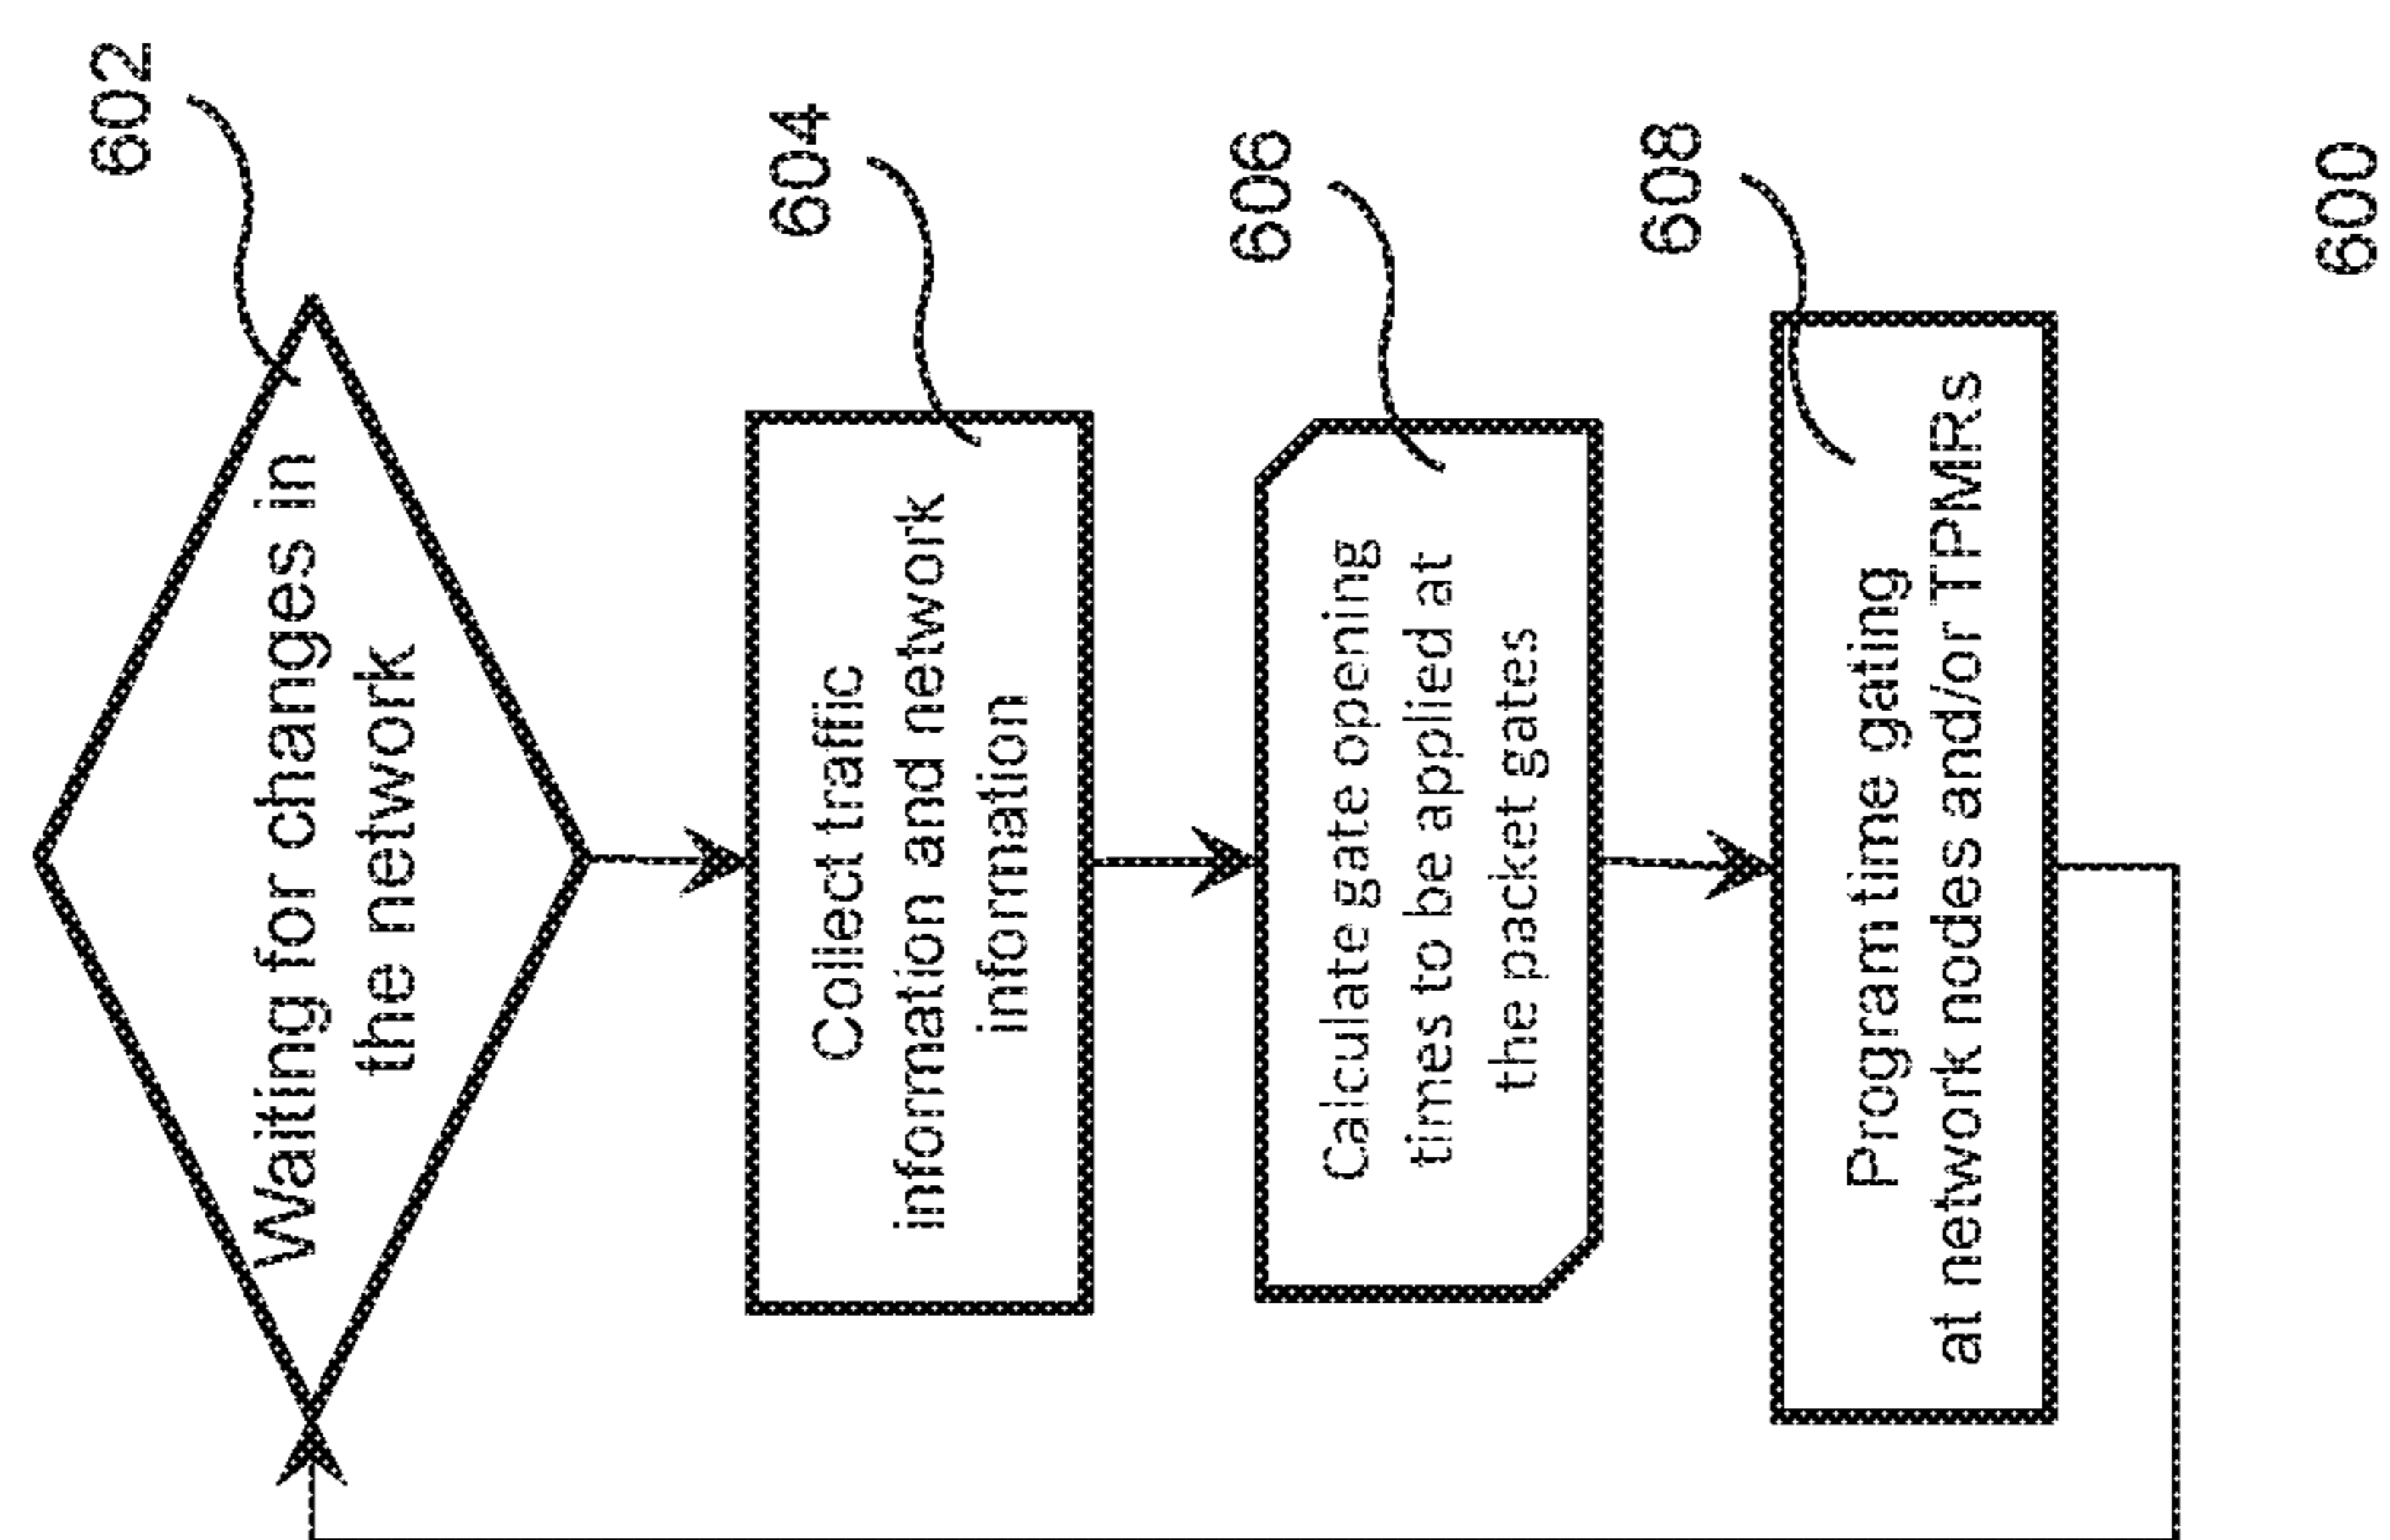 602
Waiting for changes in
the network
604
Collect traffic
information and network
information
606
Calculate gate opening
times to be applied at
the packet gates
608
Program time gating
at network nodes and/or TPMRs
600